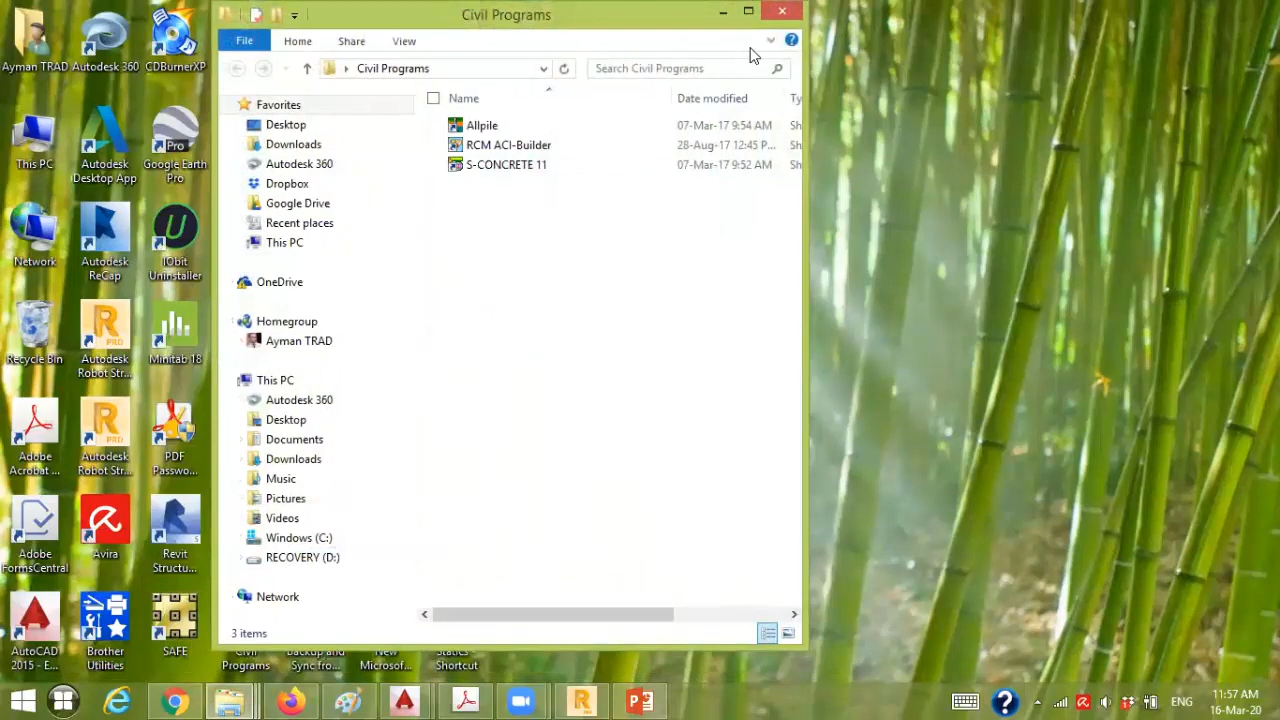 Civil Programs
File Home Share View
Civil Programs
Search Civil Programs
Name Date modified Ty
Favorites
Desktop
Downloads
Autodesk 360
Dropbox
Google Drive
Recent places
This PC
OneDrive
Homegroup
Ayman TRAD
This PC
Autodesk 360
Desktop
Documents
Downloads
Music
Pictures
Videos
Windows (C:)
RECOVERY (D:)
Network
Allpile 07-Mar-17 9:54 AM Sh
RCM ACI-Builder 28-Aug-17 12:45 P... Sh
S-CONCRETE 11 07-Mar-17 9:52 AM Sh
3 items
Ayman TRAD
Autodesk 360
CDBurnerXP
This PC
Autodesk
Desktop App
Google Earth
Pro
Network
Autodesk
ReCap
IObit
Uninstaller
Recycle Bin
Autodesk
Robot Str...
Minitab 18
Adobe
Acrobat ...
Autodesk
Robot Str...
PDF
Passwo...
Adobe
FormsCentral
Avira
Revit
Structu...
AutoCAD
2015 - E...
Brother
Utilities
SAFE
Civil
Programs
Backup and
Sync from...
New
Microsof...
Statics -
Shortcut
ENG
11:57 AM
16-Mar-20